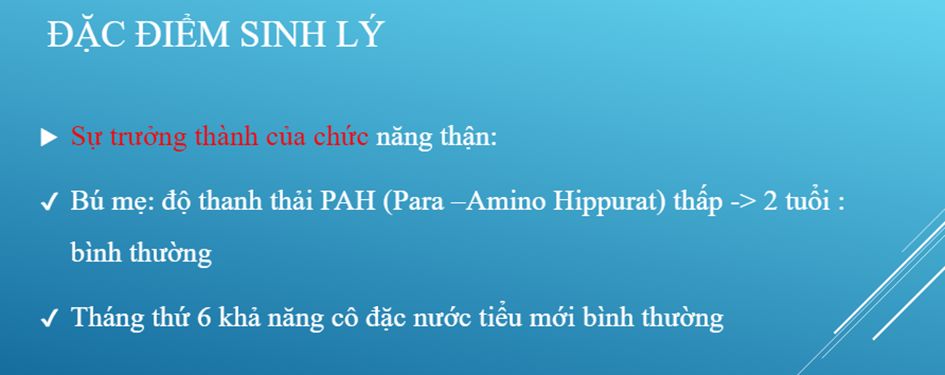 ĐẶC ĐIỂM SINH LÝ
Sự trưởng thành của chức năng thận:
✓ Bú mẹ: độ thanh thải PAH (Para –Amino Hippurat) thấp -> 2 tuổi :
bình thường
✓ Tháng thứ 6 khả năng cô đặc nước tiểu mới bình thường